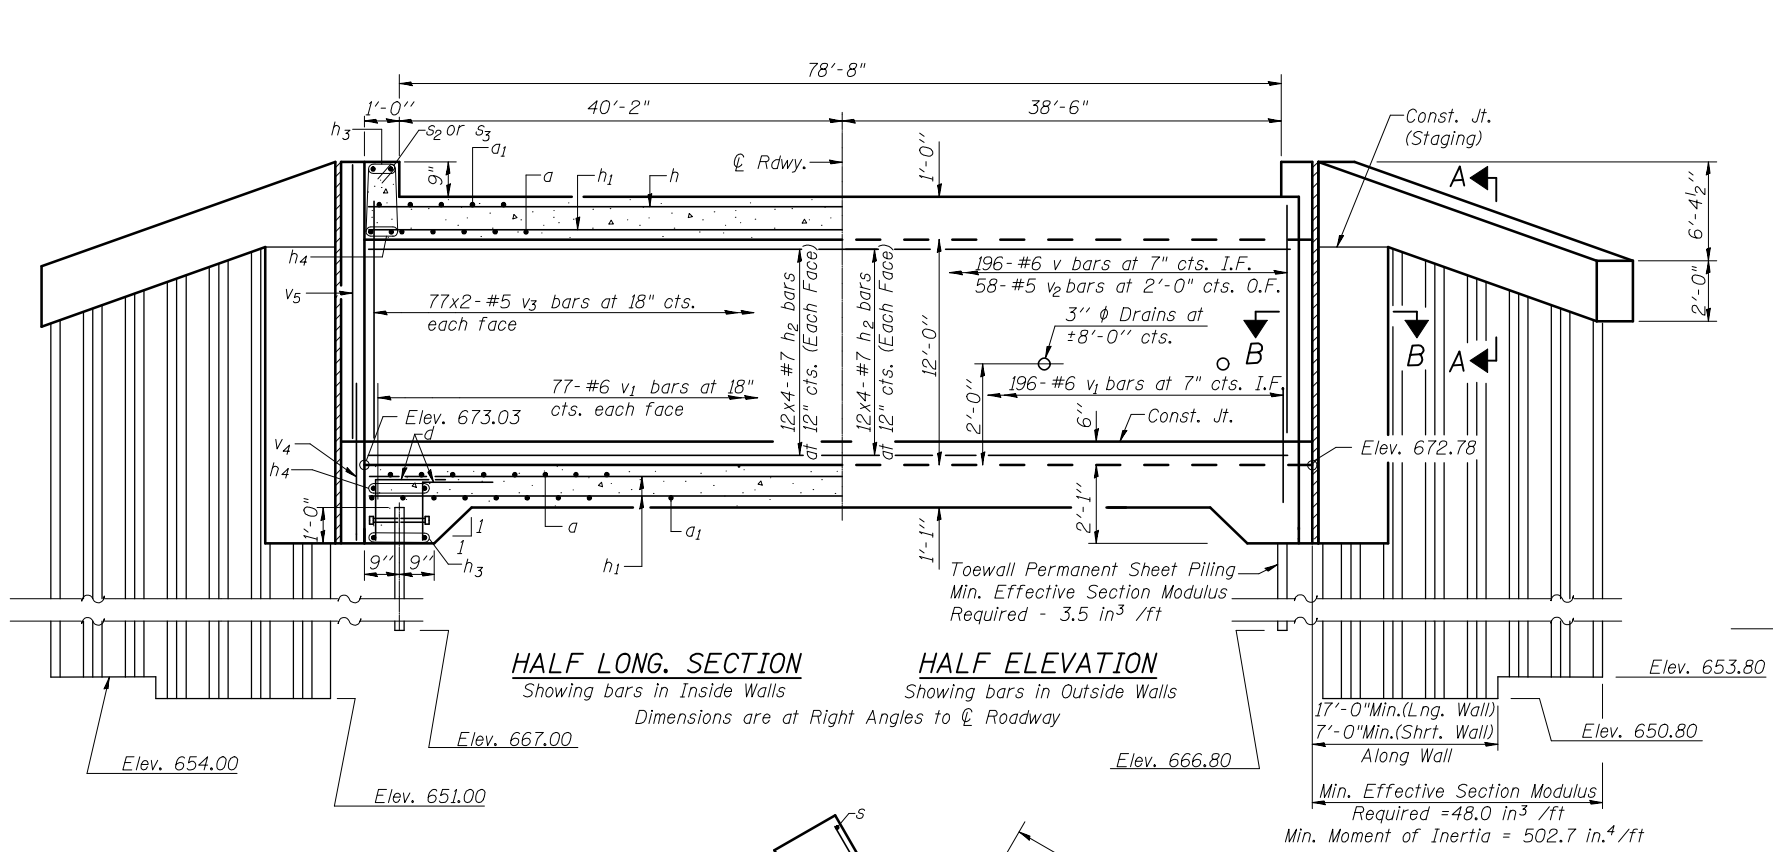 78'-8"
1'-0"
40'-2"
38'-6"
h3
s2 or s3
a1
9"
a
h1
h
℄ Rdwy.
1'-0"
Const. Jt.
(Staging)
A
6'-4½"
2'-0"
h4
v5
77x2-#5 v3 bars at 18" cts.
each face
12x4-#7 h2 bars
at 12" cts. (Each Face)
12x4-#7 h2 bars
at 12" cts. (Each Face)
12'-0"
196-#6 v bars at 7" cts. I.F.
58-#5 v2 bars at 2'-0" cts. O.F.
3" ϕ Drains at
±8'-0" cts.
B
B
A
77-#6 v1 bars at 18"
cts. each face
2'-0"
196-#6 v1 bars at 7" cts. I.F.
Elev. 673.03
d
6"
Const. Jt.
Elev. 672.78
v4
h4
1'-0"
1
1
9"
9"
h3
a
h1
a1
1'-1"
2'-1"
Toewall Permanent Sheet Piling
Min. Effective Section Modulus
Required - 3.5 in³ /ft
HALF LONG. SECTION
Showing bars in Inside Walls
HALF ELEVATION
Showing bars in Outside Walls
Dimensions are at Right Angles to ℄ Roadway
Elev. 653.80
17'-0"Min.(Lng. Wall)
7'-0"Min.(Shrt. Wall)
Along Wall
Elev. 650.80
Elev. 667.00
Elev. 666.80
Elev. 654.00
Elev. 651.00
Min. Effective Section Modulus
Required =48.0 in³ /ft
Min. Moment of Inertia = 502.7 in.⁴/ft
s